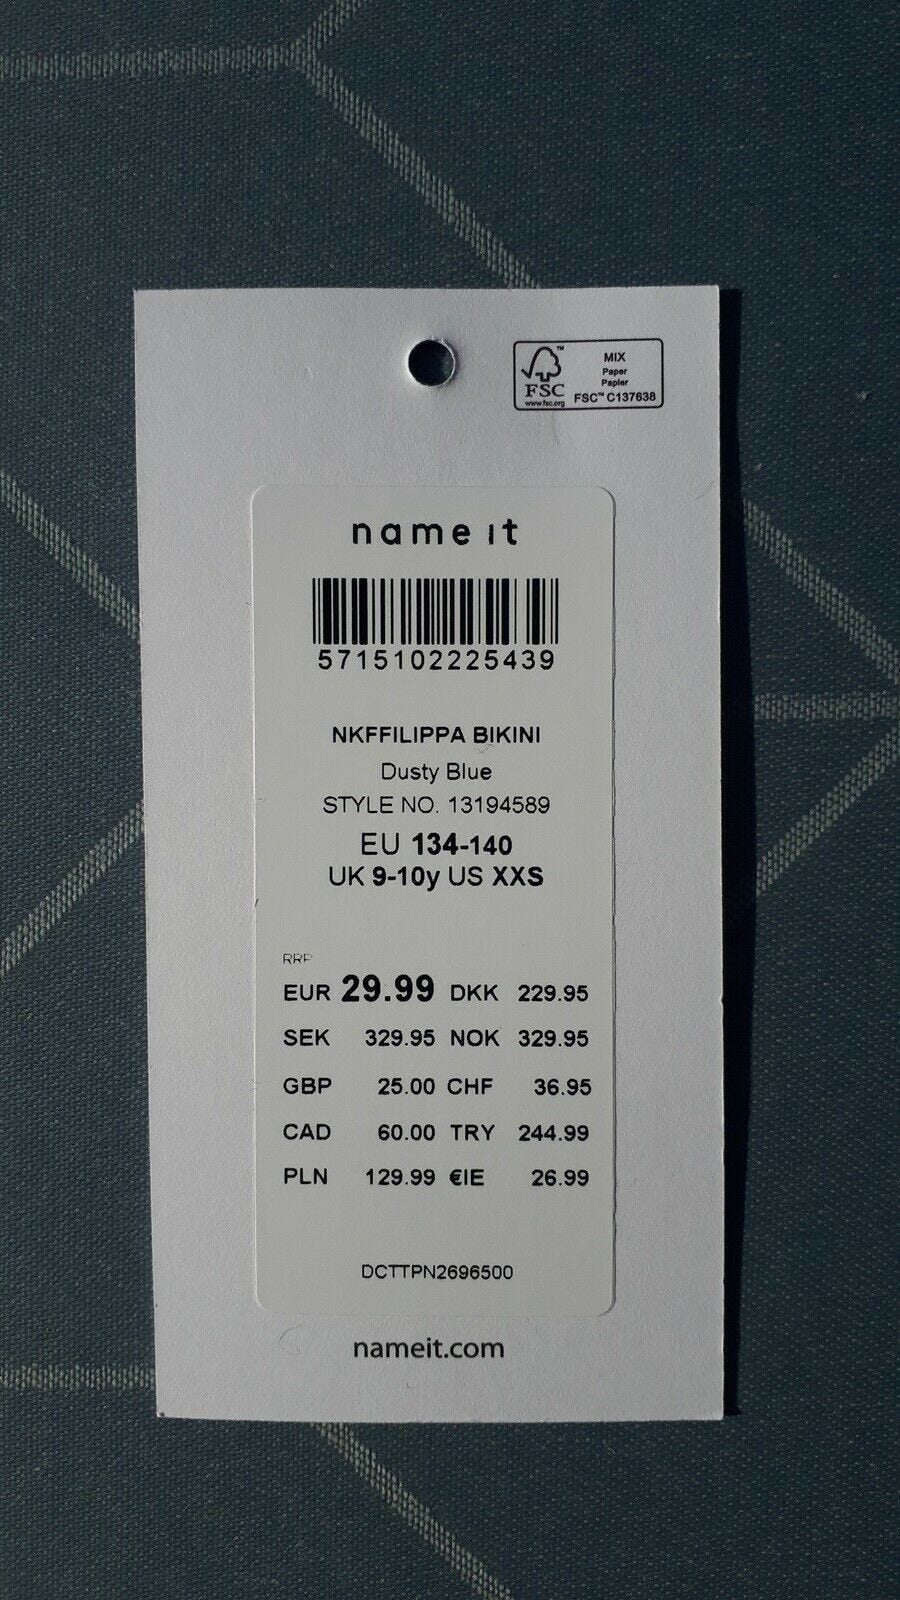 MIX
Paper
Papier
FSC™ C137638
FSC
www.fsc.org
name it
5715102225439
NKFFILIPPA BIKINI
Dusty Blue
STYLE NO. 13194589
EU 134-140
UK 9-10y US XXS
RRP
EUR 29.99 DKK 229.95
SEK 329.95 NOK 329.95
GBP 25.00 CHF 36.95
CAD 60.00 TRY 244.99
PLN 129.99 €IE 26.99
DCTTPN2696500
nameit.com